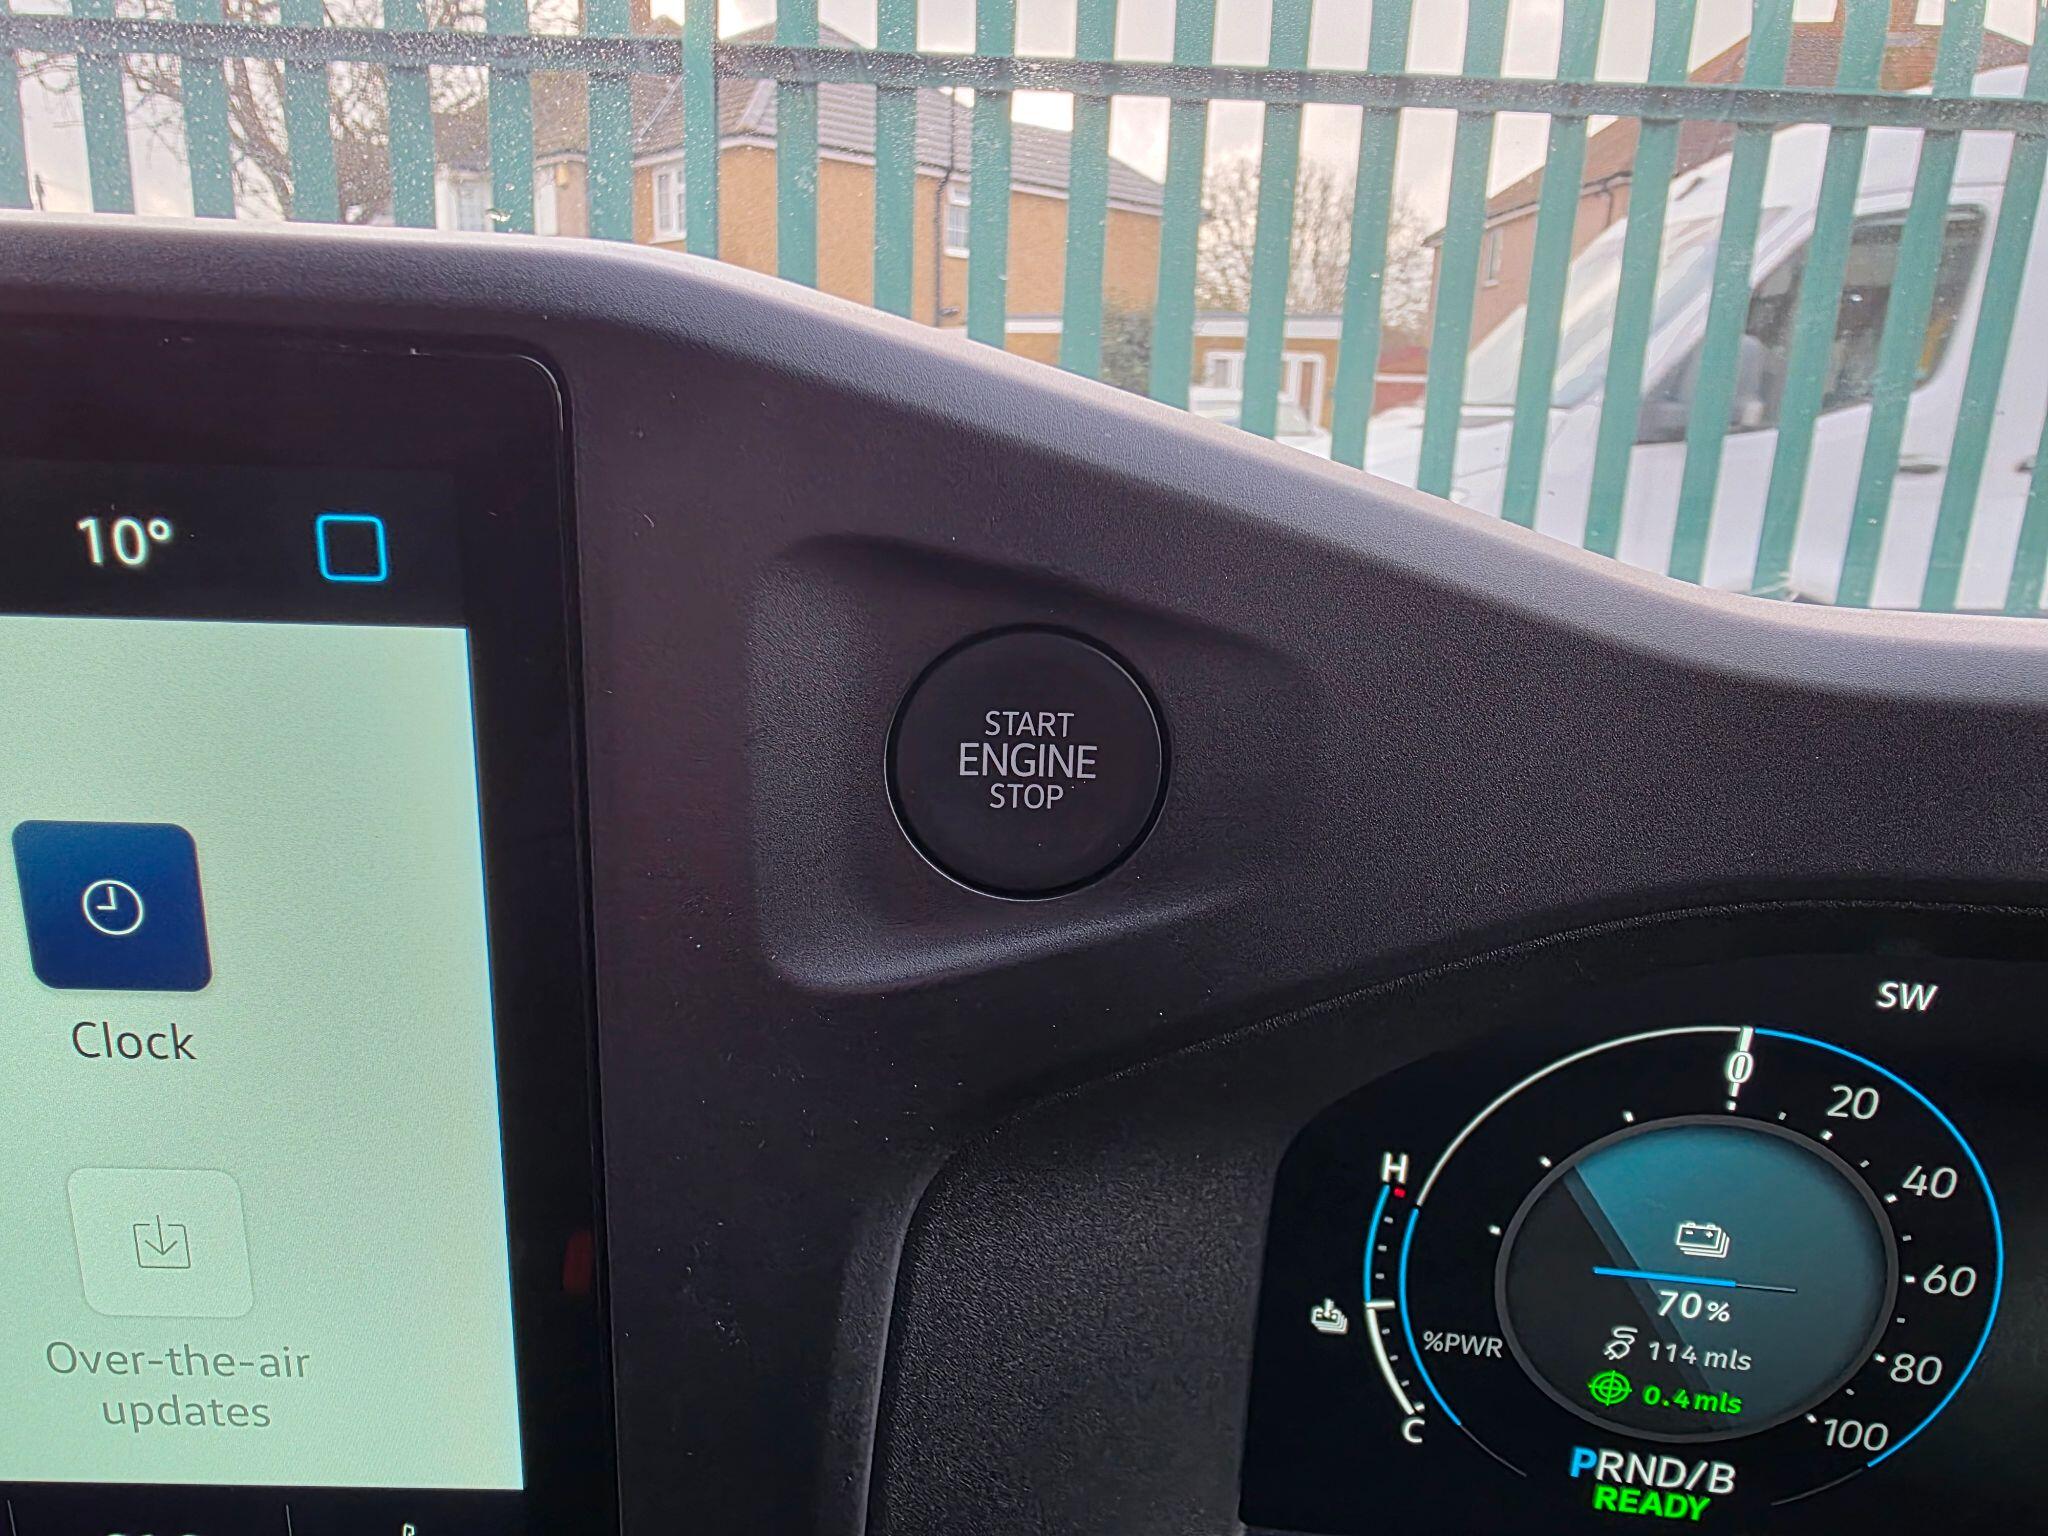 10°
Clock
Over-the-air
updates
START
ENGINE
STOP
SW
0
20
40
60
80
100
H
C
%PWR
70%
114 mls
0.4 mls
PRND/B
READY